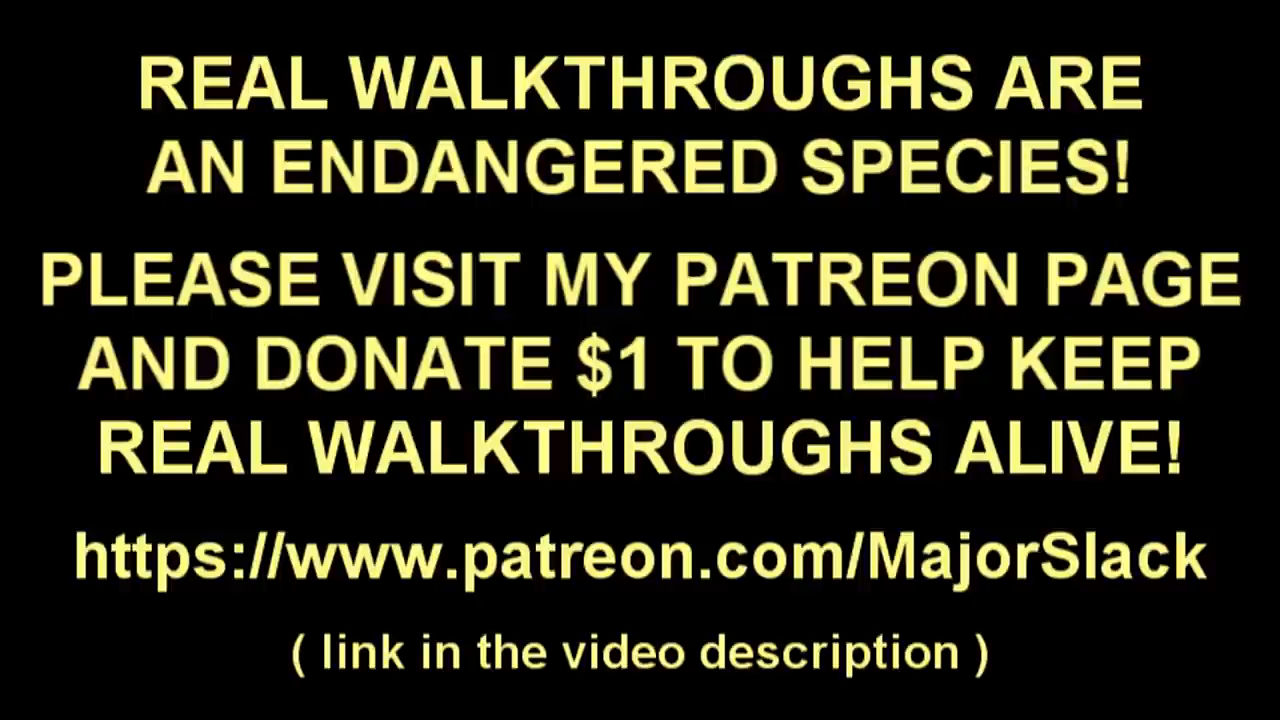 REAL WALKTHROUGHS ARE
AN ENDANGERED SPECIES!
PLEASE VISIT MY PATREON PAGE
AND DONATE $1 TO HELP KEEP
REAL WALKTHROUGHS ALIVE!
https://www.patreon.com/MajorSlack
( link in the video description )